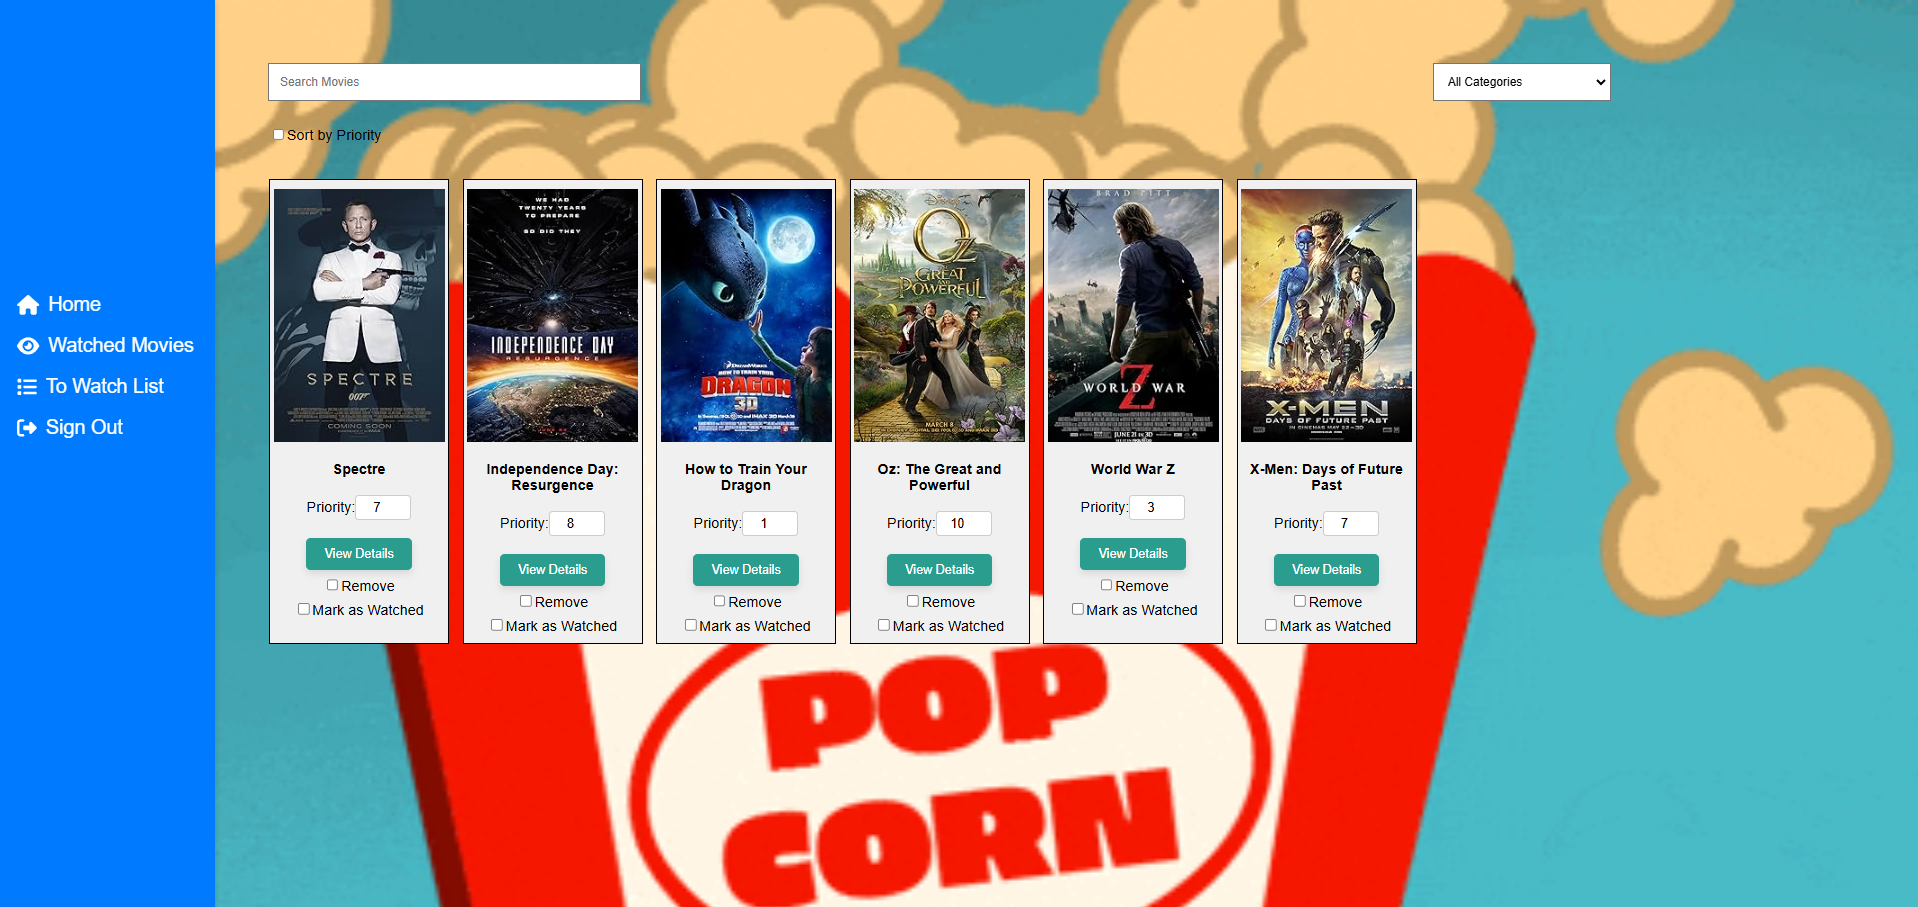 Search Movies
All Categories
Sort by Priority
Home
Watched Movies
To Watch List
Sign Out
SPECTRE
007
COMING SOON
Spectre
Priority: 7
View Details
Remove
Mark as Watched
WE HAD
TWENTY YEARS
TO PREPARE
SO DID THEY
INDEPENDENCE DAY
RESURGENCE
Independence Day:
Resurgence
Priority: 8
View Details
Remove
Mark as Watched
DREAMWORKS
HOW TO TRAIN YOUR
DRAGON
3D
How to Train Your
Dragon
Priority: 1
View Details
Remove
Mark as Watched
Disney
OZ
THE
GREAT
AND
POWERFUL
MARCH 8
Oz: The Great and
Powerful
Priority: 10
View Details
Remove
Mark as Watched
BRAD PITT
WORLD WAR
Z
JUNE 21 IN 3D
World War Z
Priority: 3
View Details
Remove
Mark as Watched
X-MEN
DAYS OF FUTURE PAST
X-Men: Days of Future
Past
Priority: 7
View Details
Remove
Mark as Watched
POP
CORN